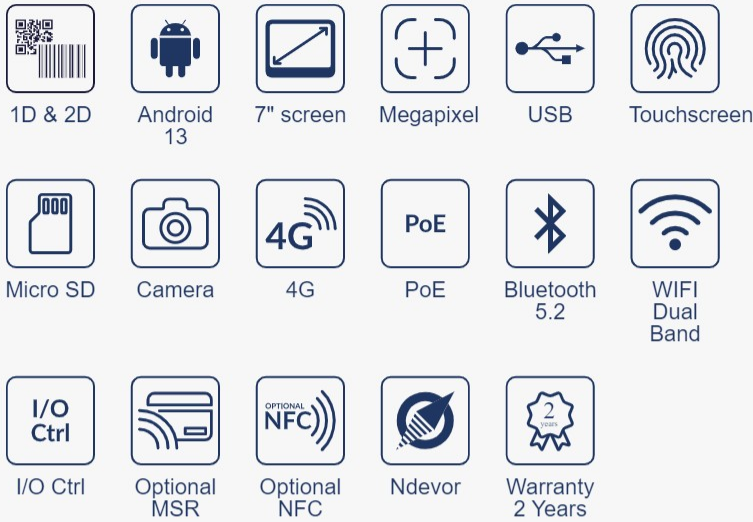 1D & 2D
Android
13
7" screen
Megapixel
USB
Touchscreen
4G
PoE
Micro SD
Camera
4G
PoE
Bluetooth
5.2
WIFI
Dual
Band
I/O
Ctrl
OPTIONAL
NFC
2
years
I/O Ctrl
Optional
MSR
Optional
NFC
Ndevor
Warranty
2 Years